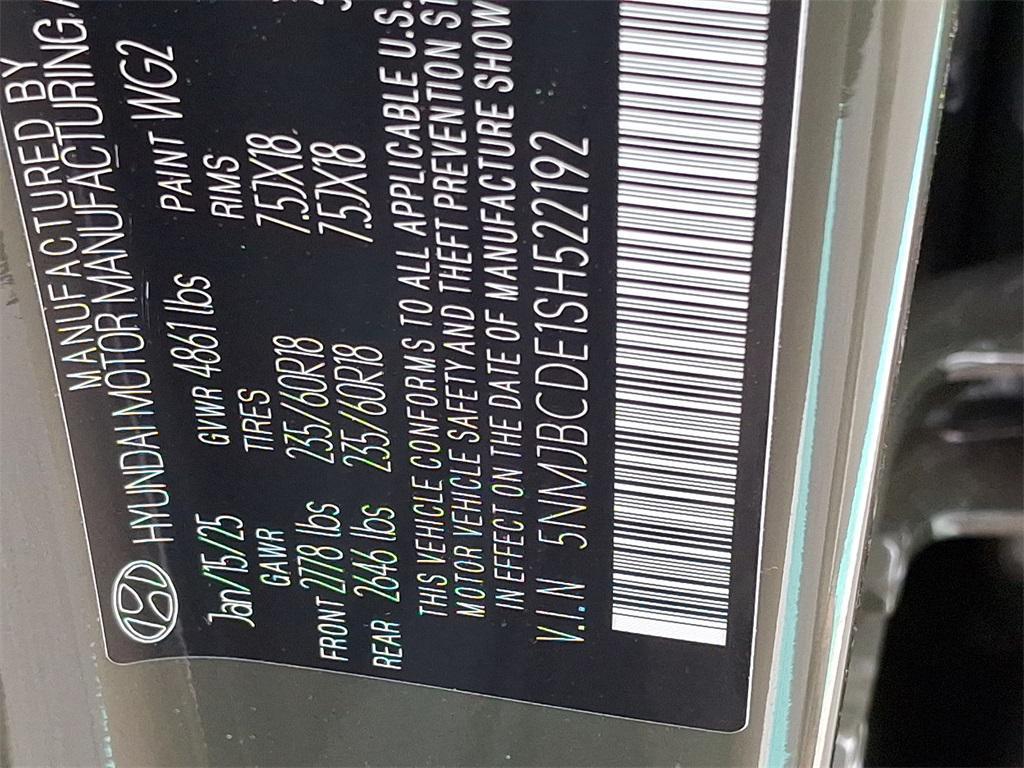 MANUFACTURED BY
HYUNDAI MOTOR MANUFACTURING
Jan/15/25 GVWR 4861 lbs PAINT WG2
GAWR TIRES RIMS
FRONT 2778 lbs 235/60R18 7.5JX18
REAR 2646 lbs 235/60R18 7.5JX18
THIS VEHICLE CONFORMS TO ALL APPLICABLE U.S.
MOTOR VEHICLE SAFETY AND THEFT PREVENTION
IN EFFECT ON THE DATE OF MANUFACTURE SHOW
V.I.N 5NMJBCDE1SH522192